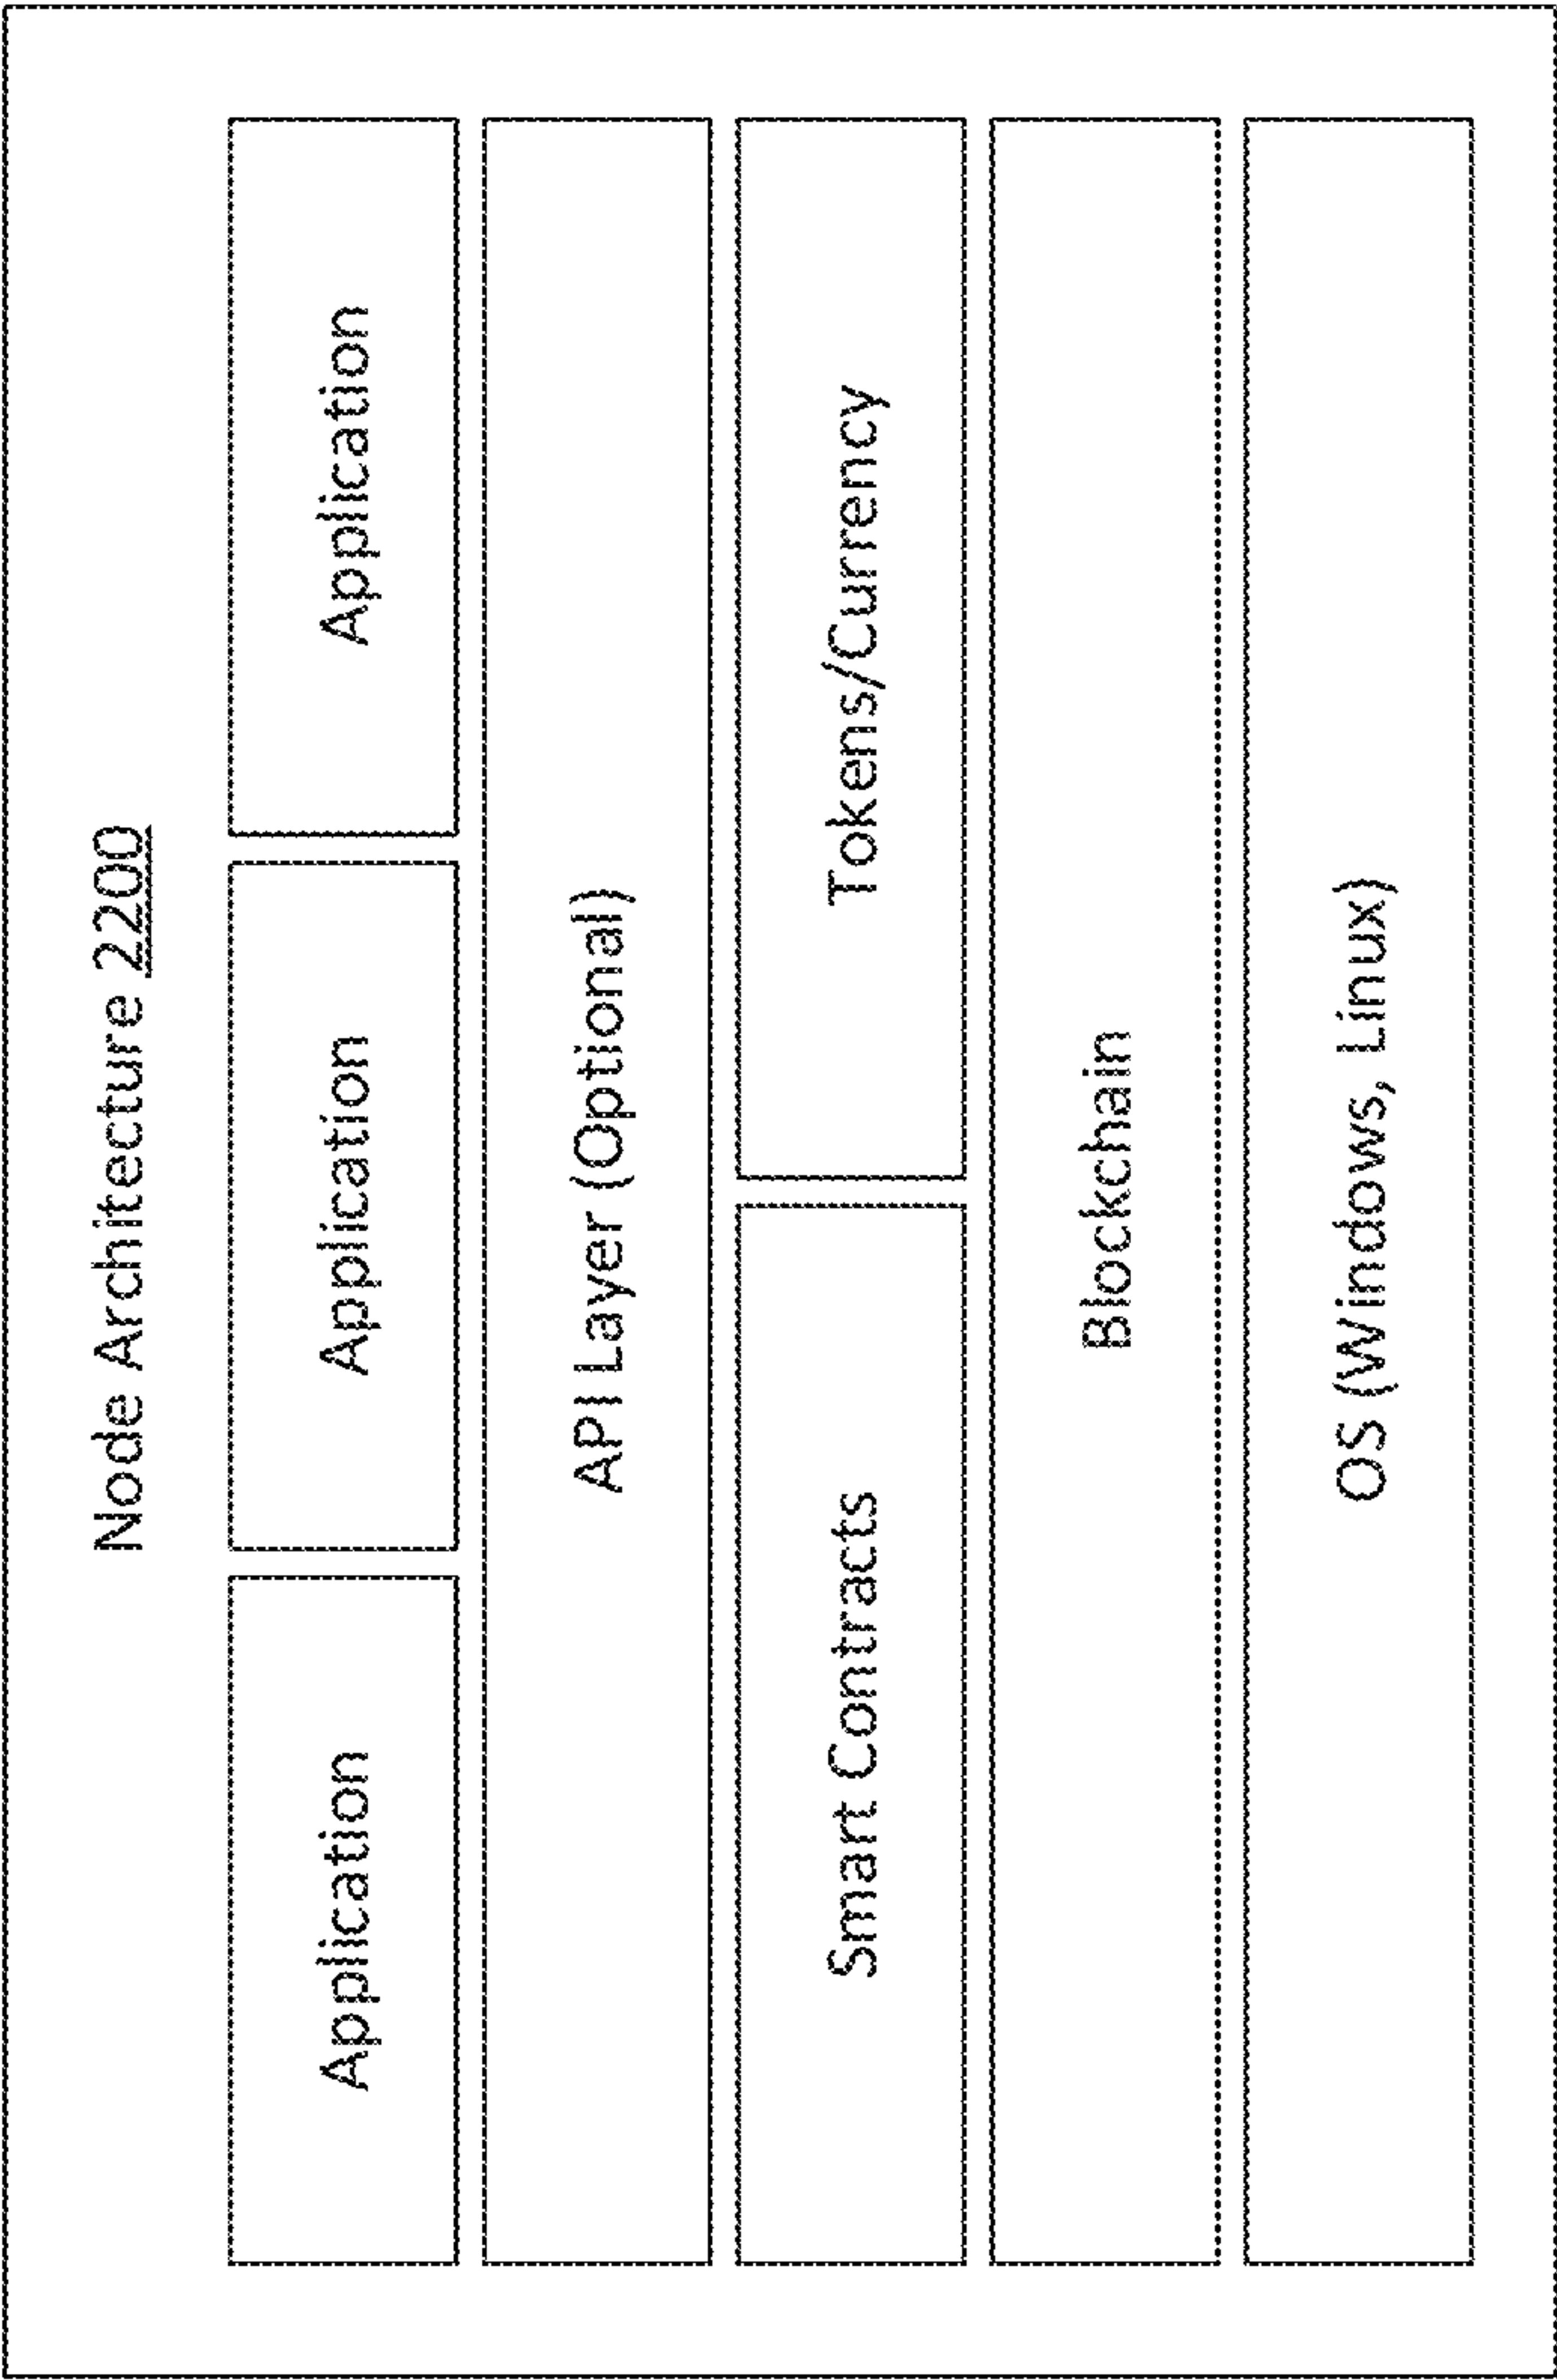 Node Architecture 2200
Application
Application
Application
API Layer (Optional)
Smart Contracts
Tokens/Currency
Blockchain
OS (Windows, Linux)